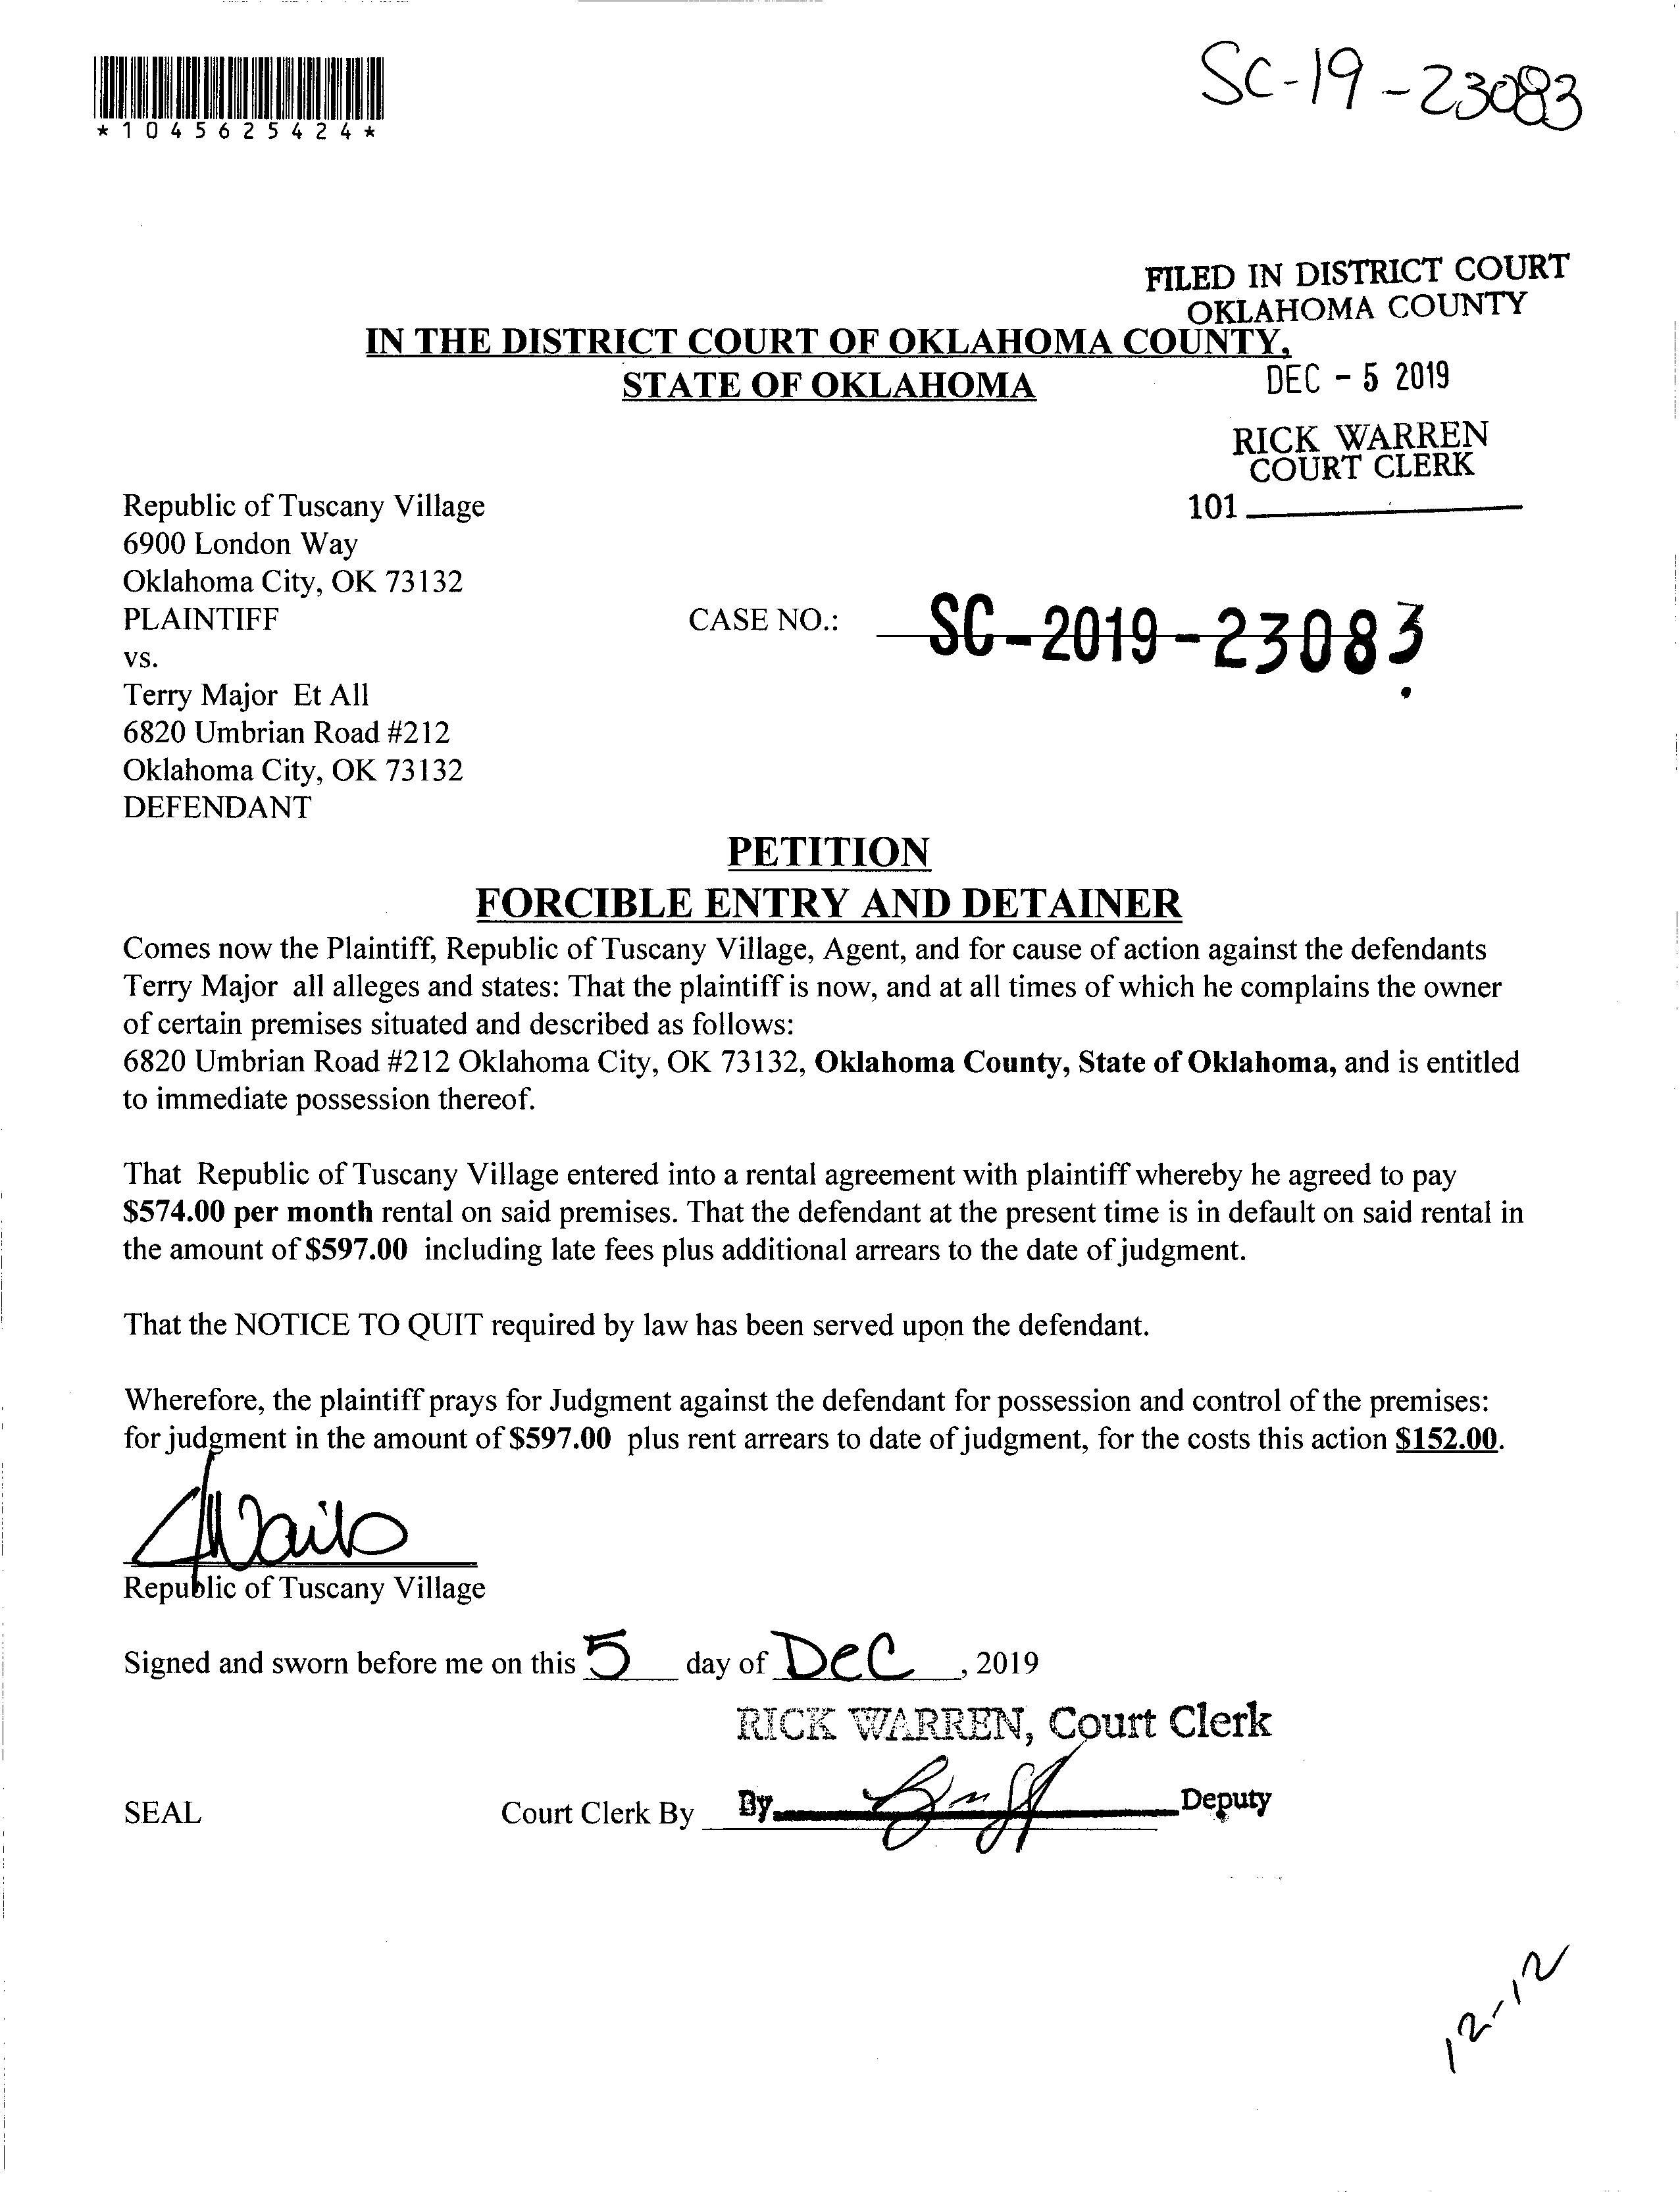 *1045625424*
SC-19-23083
FILED IN DISTRICT COURT
OKLAHOMA COUNTY
IN THE DISTRICT COURT OF OKLAHOMA COUNTY,
STATE OF OKLAHOMA
DEC - 5 2019
RICK WARREN
COURT CLERK
101
Republic of Tuscany Village
6900 London Way
Oklahoma City, OK 73132
PLAINTIFF
CASE NO.: SC-2019-23083
vs.
Terry Major Et All
6820 Umbrian Road #212
Oklahoma City, OK 73132
DEFENDANT
PETITION
FORCIBLE ENTRY AND DETAINER
Comes now the Plaintiff, Republic of Tuscany Village, Agent, and for cause of action against the defendants
Terry Major all alleges and states: That the plaintiff is now, and at all times of which he complains the owner
of certain premises situated and described as follows:
6820 Umbrian Road #212 Oklahoma City, OK 73132, Oklahoma County, State of Oklahoma, and is entitled
to immediate possession thereof.
That Republic of Tuscany Village entered into a rental agreement with plaintiff whereby he agreed to pay
$574.00 per month rental on said premises. That the defendant at the present time is in default on said rental in
the amount of $597.00 including late fees plus additional arrears to the date of judgment.
That the NOTICE TO QUIT required by law has been served upon the defendant.
Wherefore, the plaintiff prays for Judgment against the defendant for possession and control of the premises:
for judgment in the amount of $597.00 plus rent arrears to date of judgment, for the costs this action $152.00.
Republic of Tuscany Village
Signed and sworn before me on this 5 day of Dec, 2019
RICK WARREN, Court Clerk
SEAL Court Clerk By By Deputy
12-12